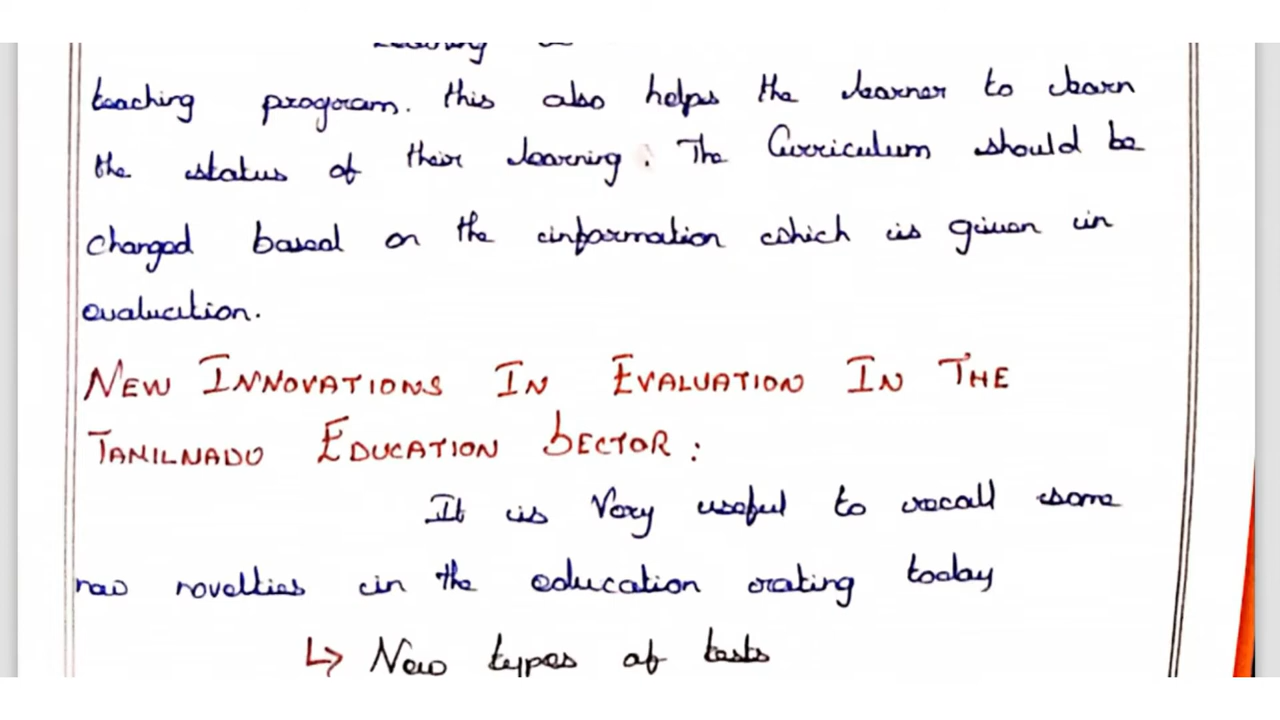 teaching program. this also helps the learner to learn
the status of their learning. The Curriculum should be
changed based on the information which is given in
evaluation.
NEW INNOVATIONS IN EVALUATION IN THE
TAMILNADU EDUCATION SECTOR:
It is Very useful to recall some
new novelties in the education rating today
↳ New types of tests